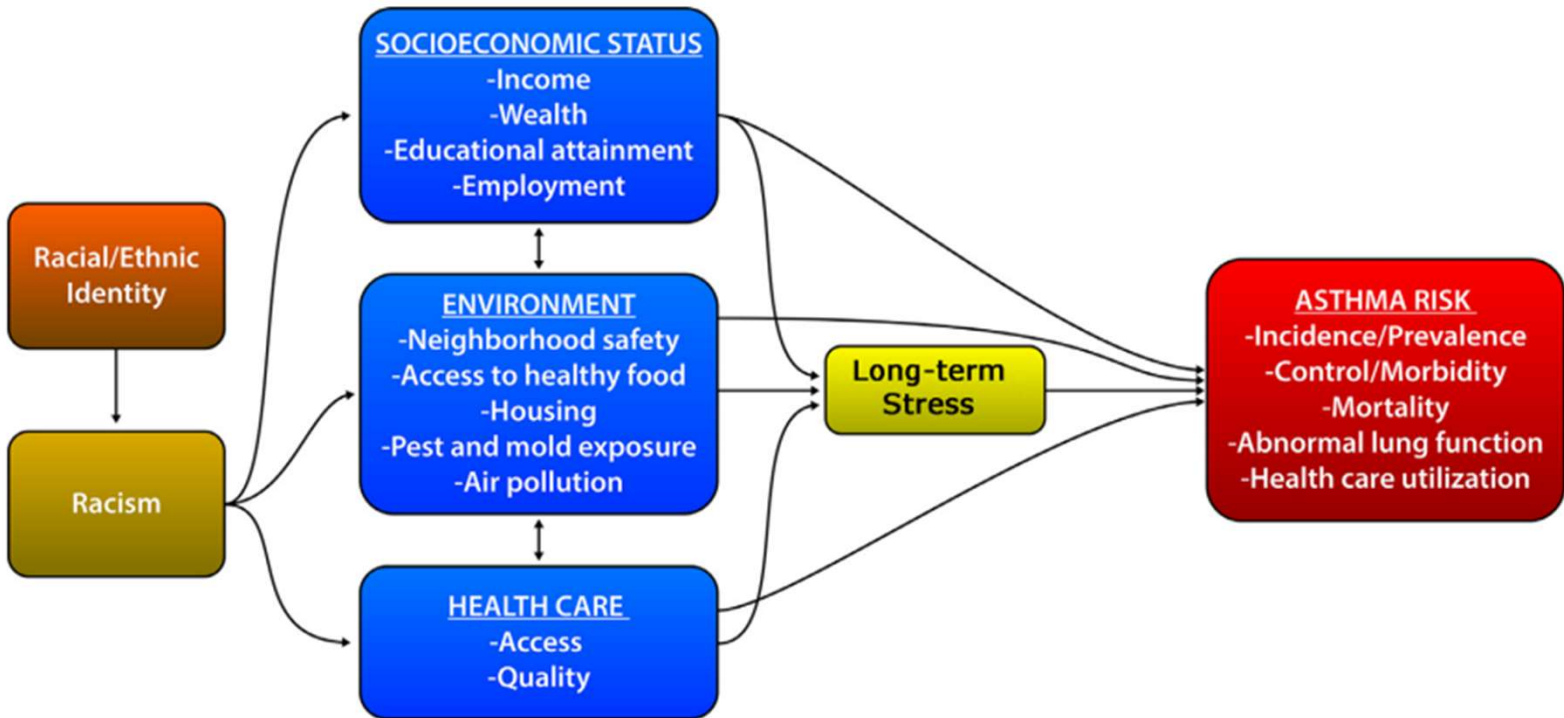 Racial/Ethnic
Identity
Racism
SOCIOECONOMIC STATUS
-Income
-Wealth
-Educational attainment
-Employment
ENVIRONMENT
-Neighborhood safety
-Access to healthy food
-Housing
-Pest and mold exposure
-Air pollution
HEALTH CARE
-Access
-Quality
Long-term
Stress
ASTHMA RISK
-Incidence/Prevalence
-Control/Morbidity
-Mortality
-Abnormal lung function
-Health care utilization